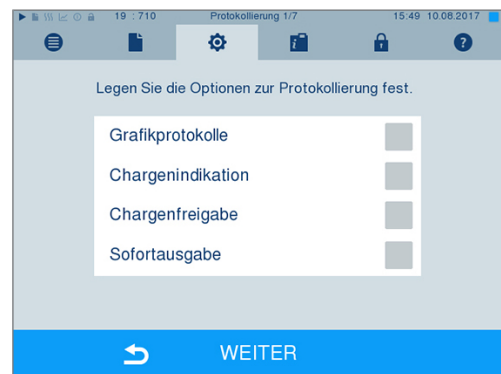 19 : 710 Protokollierung 1/7 15:49 10.08.2017
Legen Sie die Optionen zur Protokollierung fest.
Grafikprotokolle
Chargenindikation
Chargenfreigabe
Sofortausgabe
WEITER